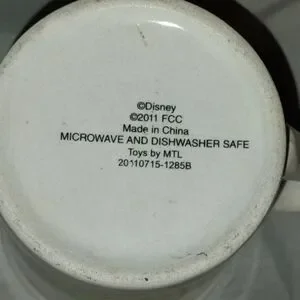 ©Disney
©2011 FCC
Made in China
MICROWAVE AND DISHWASHER SAFE
Toys by MTL
20110715-1285B